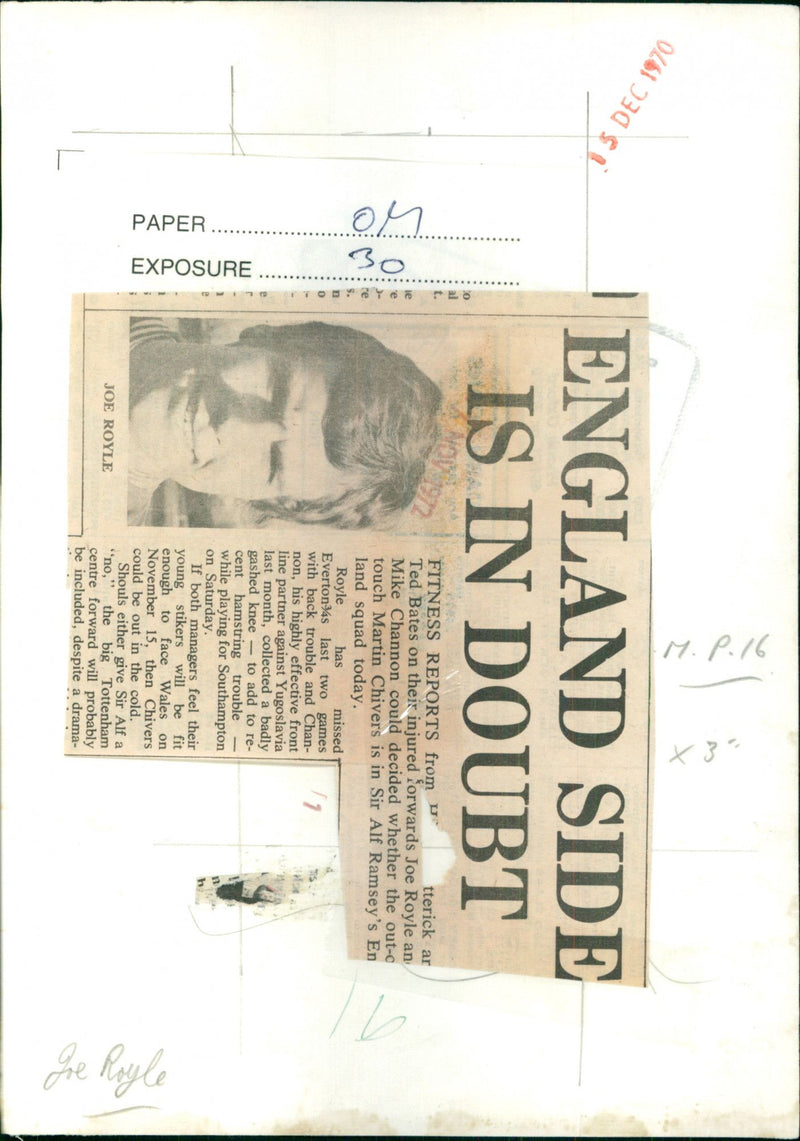 15 DEC 1970
PAPER OM
EXPOSURE 30
ENGLAND SIDE
IS IN DOUBT
NOV 1972
JOE ROYLE
FITNESS REPORTS from tterick
Ted Bates on their injured forwards Joe Royle an
Mike Channon could decided whether the out-
touch Martin Chivers is in Sir Alf Ramsey's En
land squad today.
Royle has missed
Everton¾s last two games
with back trouble and Chan-
non, his highly effective front
line partner against Yugoslavia
last month, collected a badly
gashed knee — to add to re-
cent hamstring trouble —
while playing for Southampton
on Saturday.
If both managers feel their
young stikers will be fit
enough to face Wales on
November 15, then Chivers
could be out in the cold.
Shouls either give Sir Alf a
"no," the big Tottenham
centre forward will probably
be included, despite a drama-
M. P. 16
x 3"
16
Joe Royle